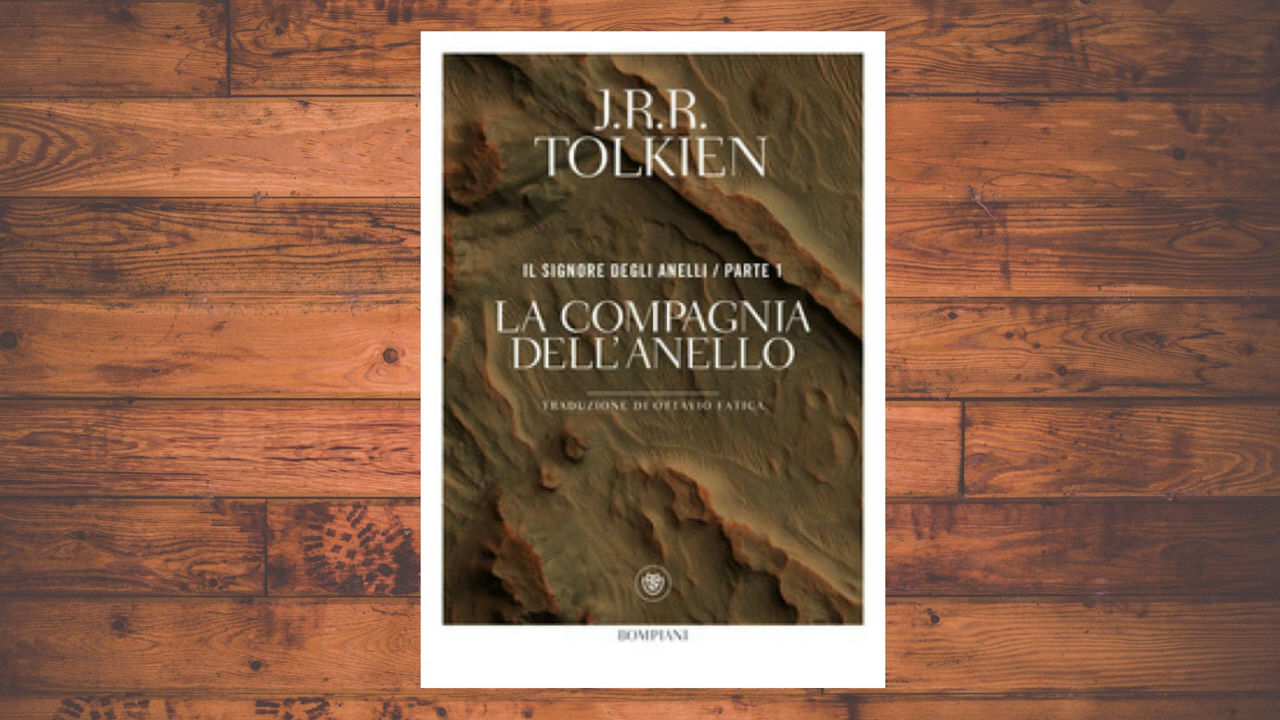 J.R.R.
TOLKIEN
IL SIGNORE DEGLI ANELLI / PARTE 1
LA COMPAGNIA
DELL'ANELLO
TRADUZIONE DI OTTAVIO FATICA
BOMPIANI